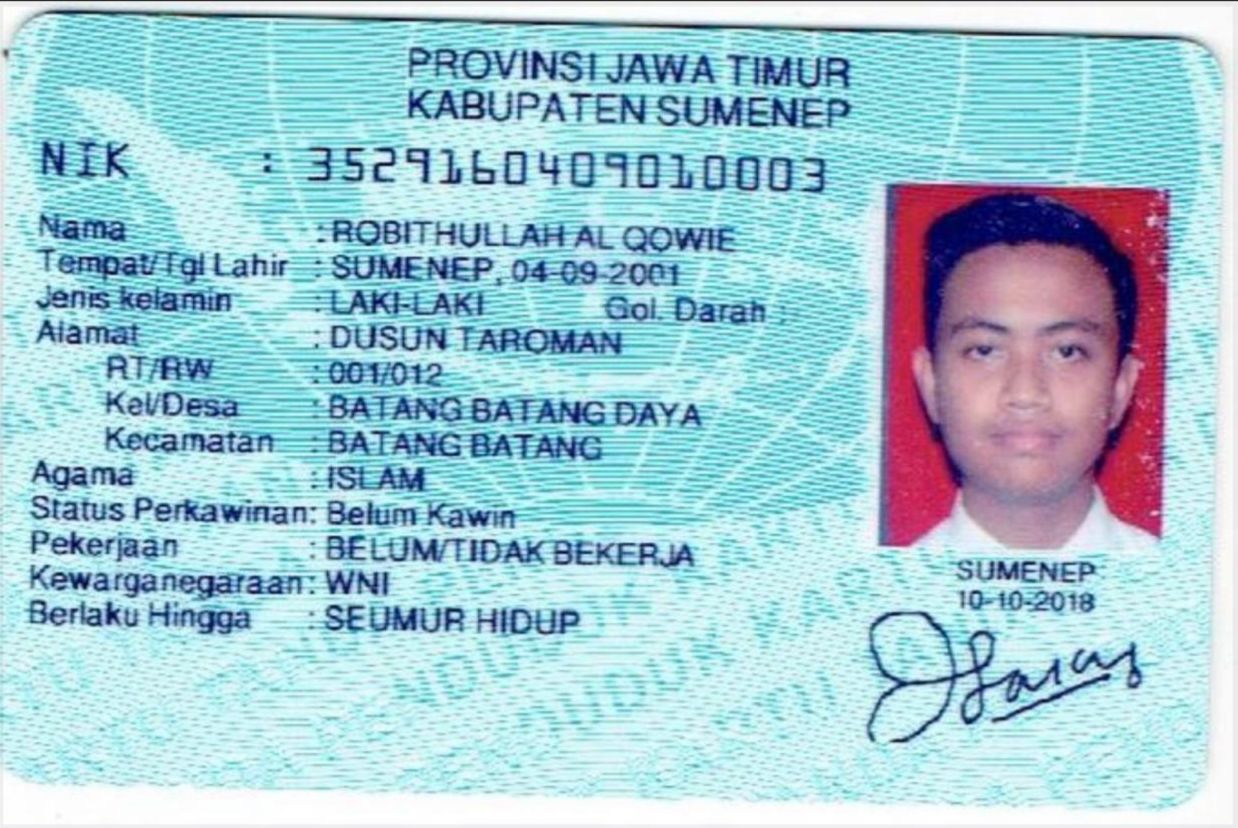 PROVINSI JAWA TIMUR
KABUPATEN SUMENEP
NIK : 3529160409010003
Nama : ROBITHULLAH AL QOWIE
Tempat/Tgl Lahir : SUMENEP, 04-09-2001
Jenis kelamin : LAKI-LAKI Gol. Darah :
Alamat : DUSUN TAROMAN
RT/RW : 001/012
Kel/Desa : BATANG BATANG DAYA
Kecamatan : BATANG BATANG
Agama : ISLAM
Status Perkawinan: Belum Kawin
Pekerjaan : BELUM/TIDAK BEKERJA
Kewarganegaraan: WNI
Berlaku Hingga : SEUMUR HIDUP
SUMENEP
10-10-2018